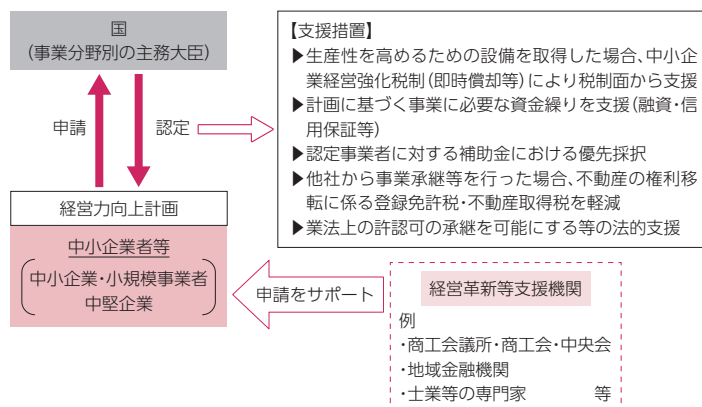 国
(事業分野別の主務大臣)
申請
認定
【支援措置】
▶生産性を高めるための設備を取得した場合、中小企
業経営強化税制(即時償却等)により税制面から支援
▶計画に基づく事業に必要な資金繰りを支援(融資・信
用保証等)
▶認定事業者に対する補助金における優先採択
▶他社から事業承継等を行った場合、不動産の権利移
転に係る登録免許税・不動産取得税を軽減
▶業法上の許認可の承継を可能にする等の法的支援
経営力向上計画
中小企業者等
中小企業・小規模事業者
中堅企業
申請をサポート
経営革新等支援機関
例
・商工会議所・商工会・中央会
・地域金融機関
・士業等の専門家 等